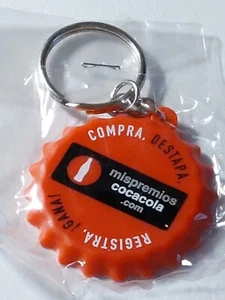 COMPRA. DESTAPA.
mispremios
cocacola
.com
REGISTRA. ¡GANA!